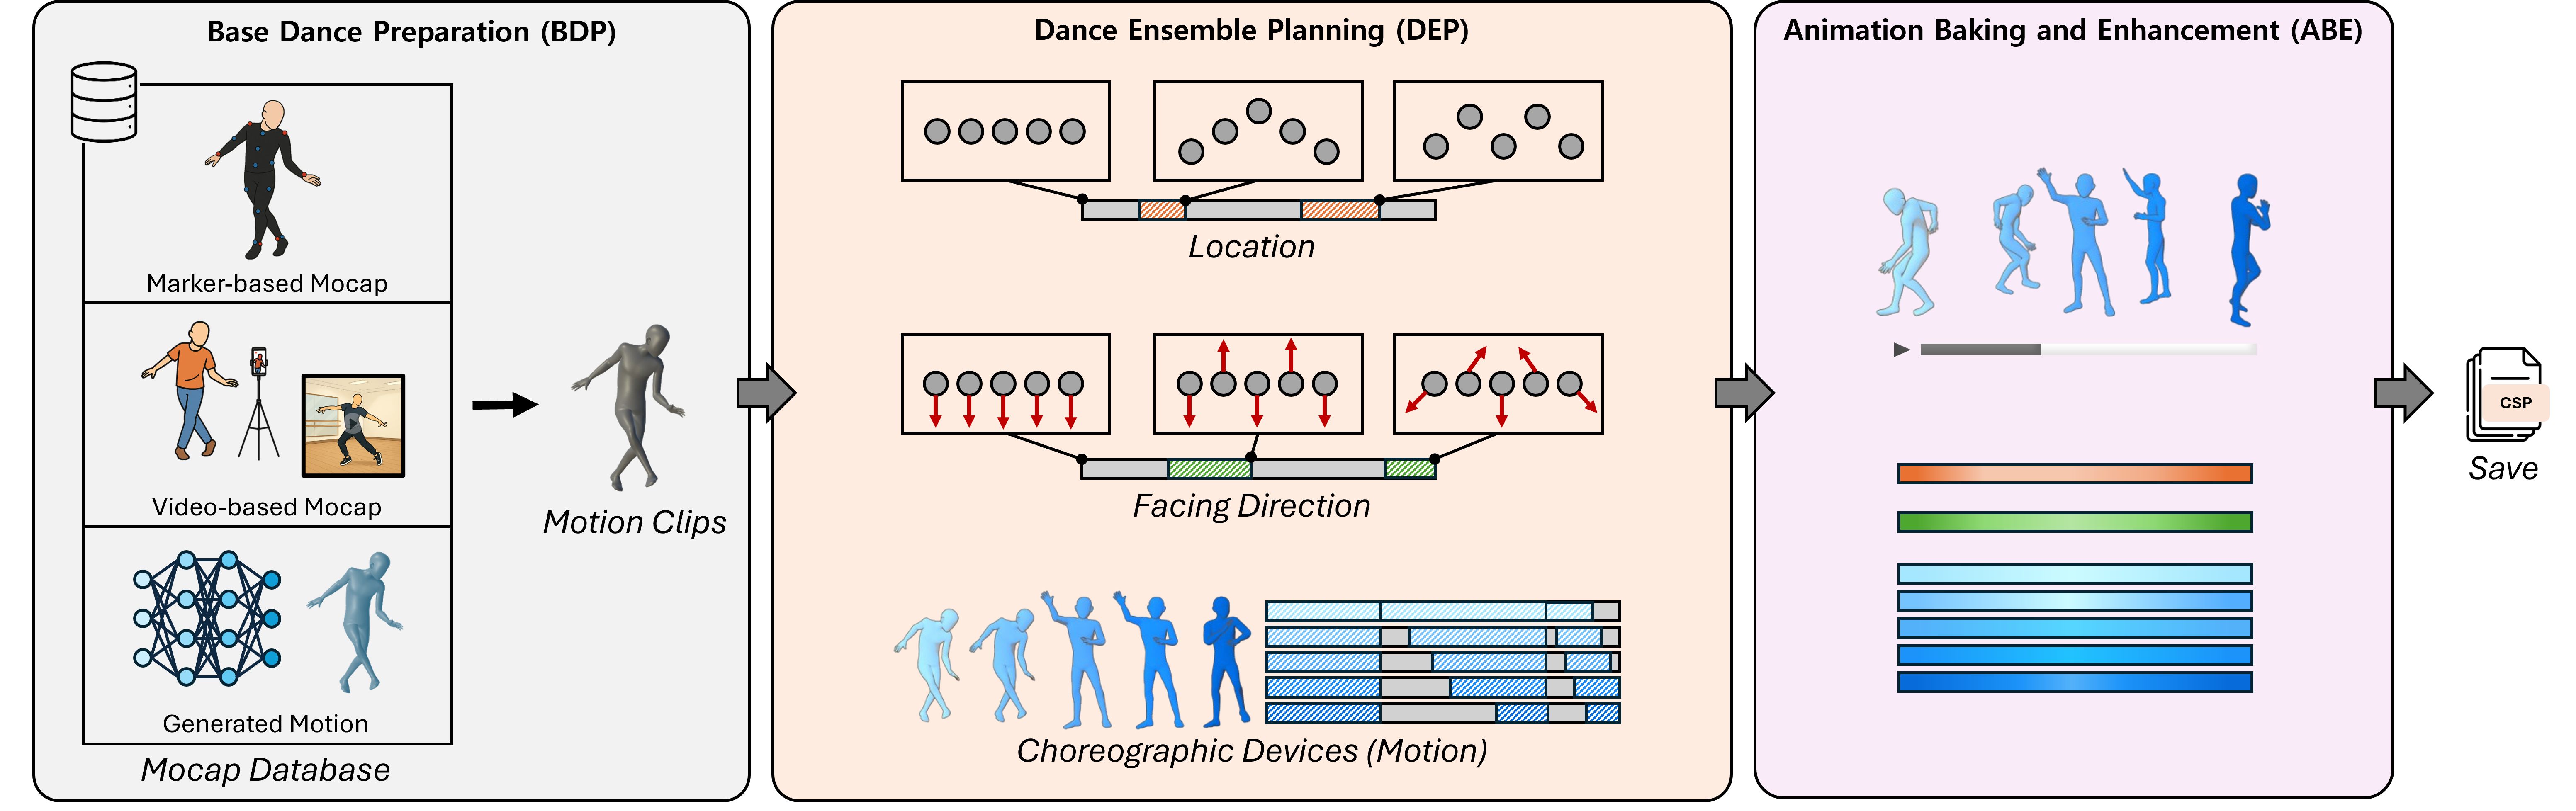 Base Dance Preparation (BDP)
Marker-based Mocap
Video-based Mocap
Generated Motion
Mocap Database
Motion Clips
Dance Ensemble Planning (DEP)
Location
Facing Direction
Choreographic Devices (Motion)
Animation Baking and Enhancement (ABE)
CSP
Save